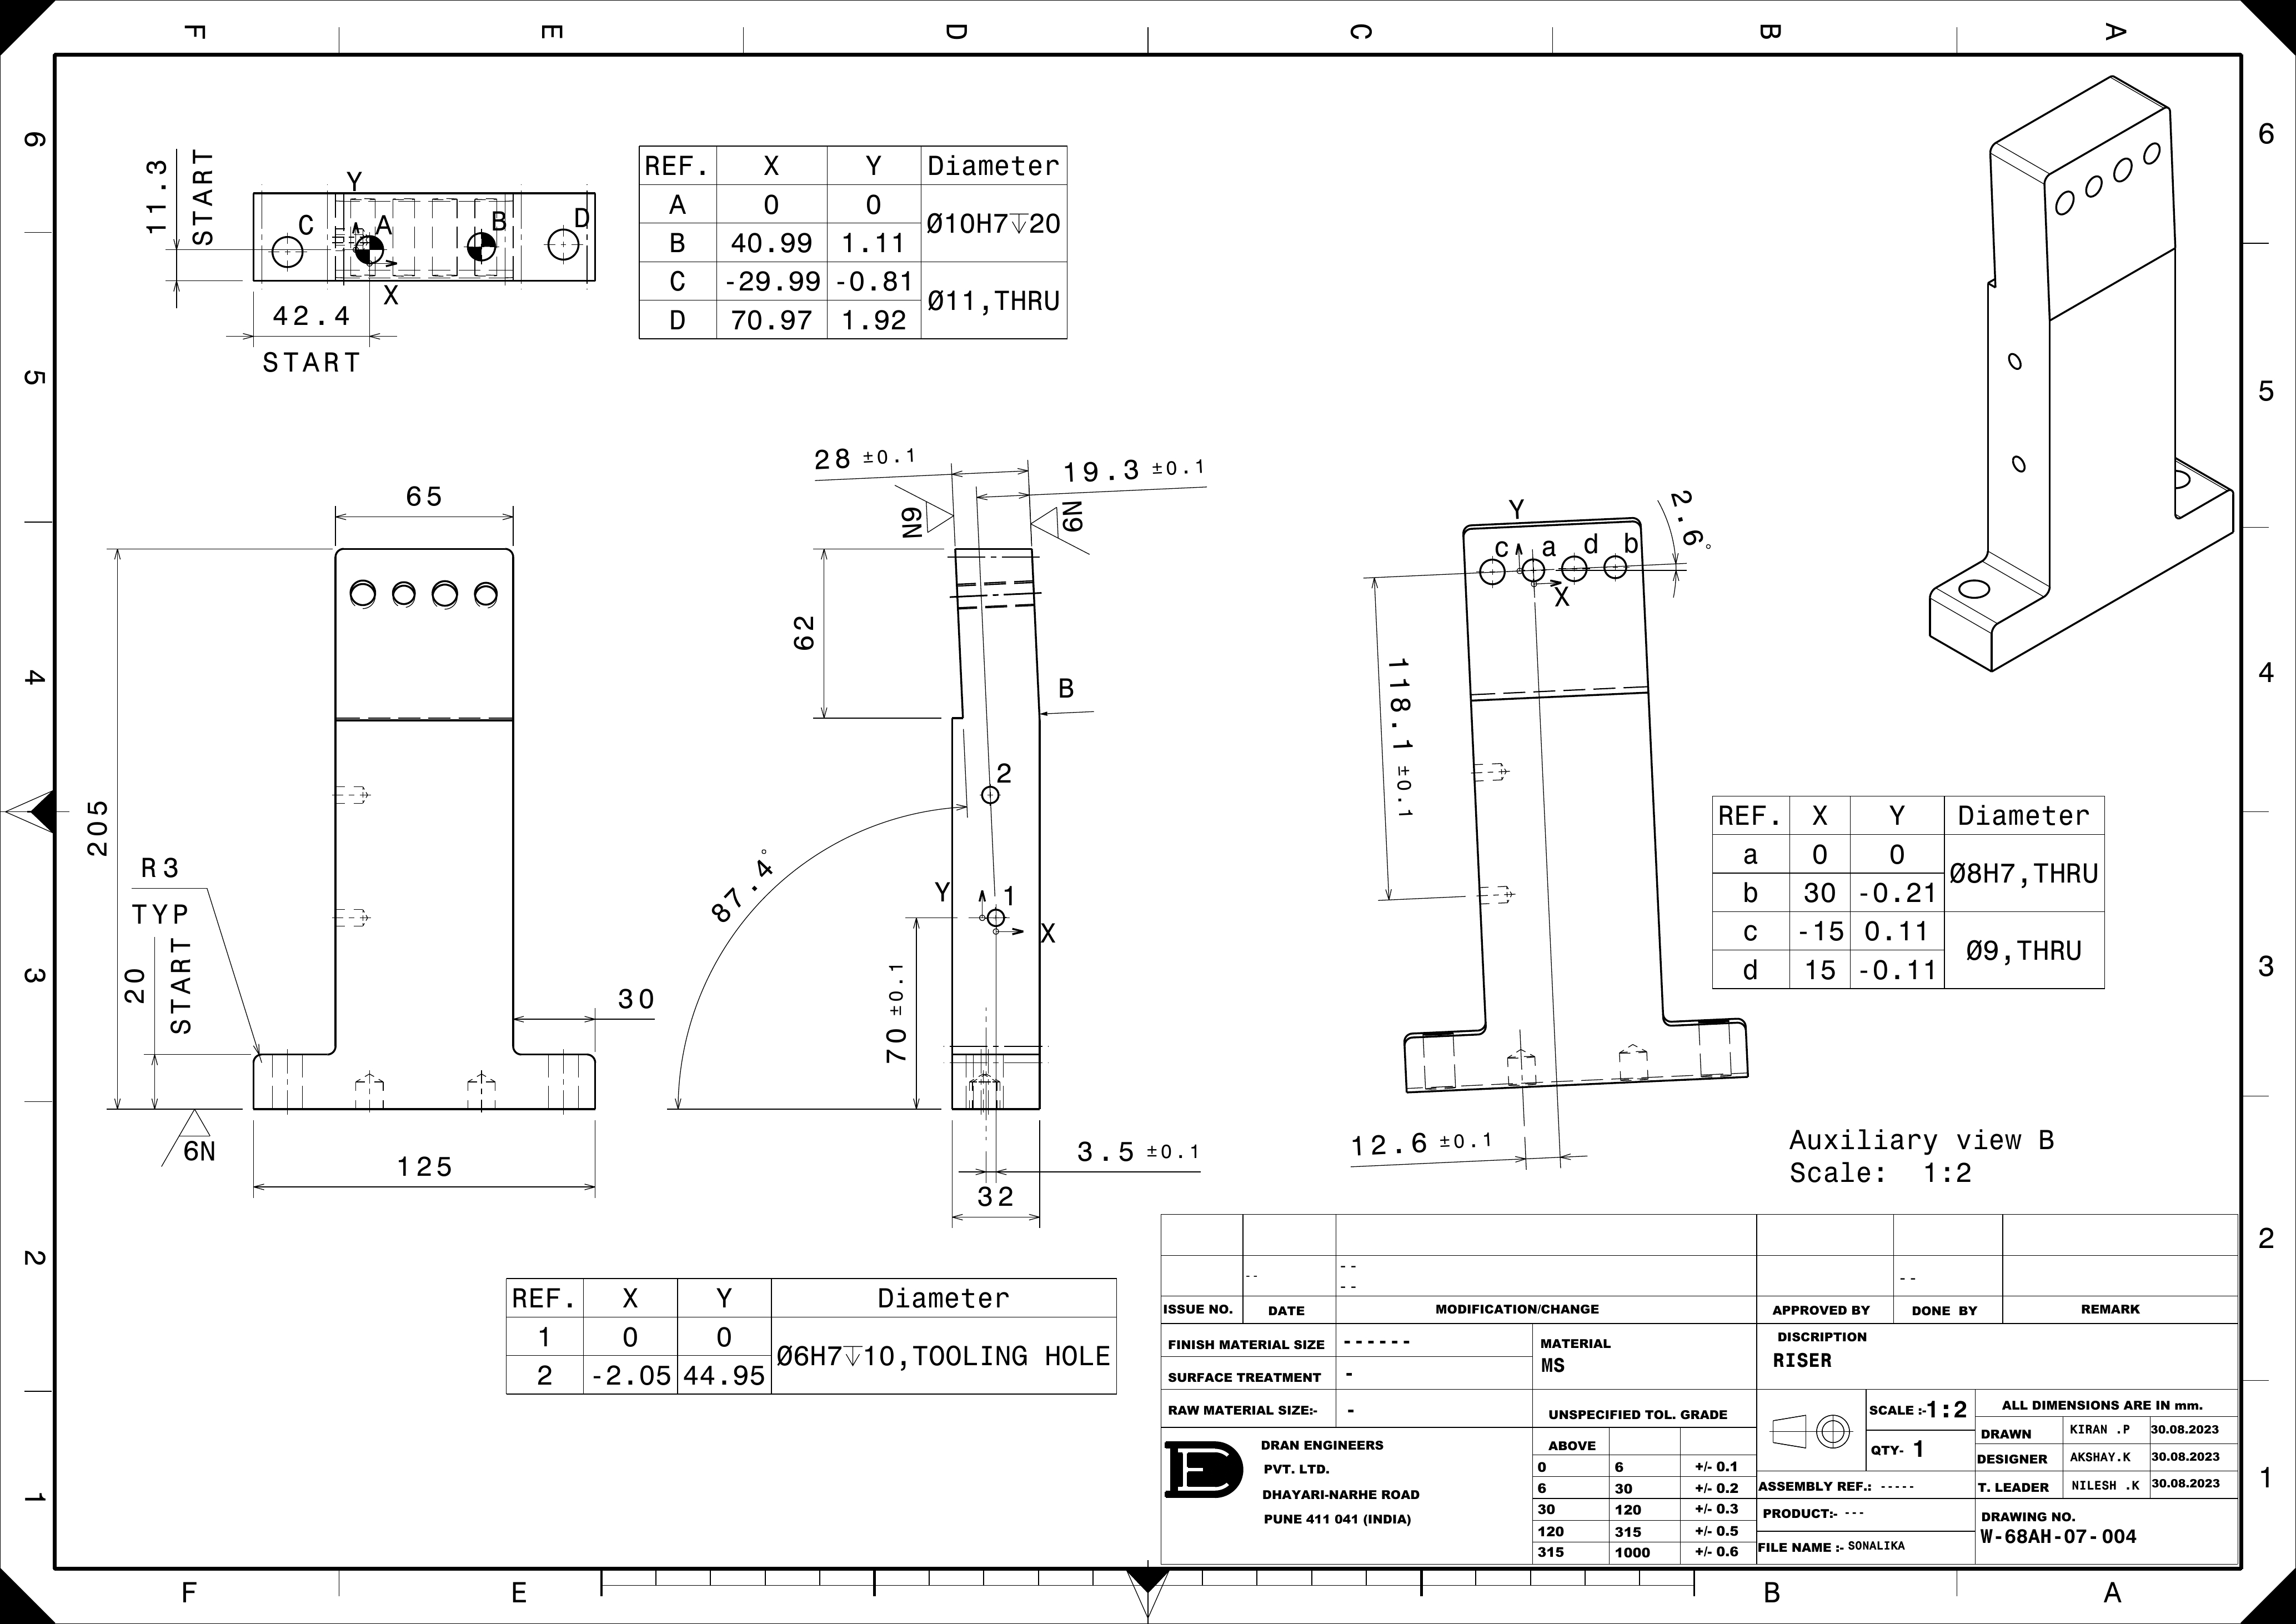 F E D C B A
6 5 4 3 2 1
6 5 4 3 2 1
11.3
START
Y
C A B D
X
42.4
START
REF. X Y Diameter
A 0 0 Ø10H7↧20
B 40.99 1.11
C -29.99 -0.81 Ø11,THRU
D 70.97 1.92
65
205
R3
TYP
20
START
30
6N
125
28 ±0.1
19.3 ±0.1
N9
N9
62
B
2
87.4°
Y
1
X
70 ±0.1
3.5 ±0.1
32
Y
2.6°
c a d b
X
118.1 ±0.1
12.6 ±0.1
REF. X Y Diameter
a 0 0 Ø8H7,THRU
b 30 -0.21
c -15 0.11 Ø9,THRU
d 15 -0.11
Auxiliary view B
Scale: 1:2
REF. X Y Diameter
1 0 0 Ø6H7↧10,TOOLING HOLE
2 -2.05 44.95
--
--
-- --
ISSUE NO. DATE MODIFICATION/CHANGE APPROVED BY DONE BY REMARK
FINISH MATERIAL SIZE ------
SURFACE TREATMENT -
RAW MATERIAL SIZE:- -
MATERIAL
MS
DISCRIPTION
RISER
UNSPECIFIED TOL. GRADE
ABOVE
0 6 +/- 0.1
6 30 +/- 0.2
30 120 +/- 0.3
120 315 +/- 0.5
315 1000 +/- 0.6
DRAN ENGINEERS
PVT. LTD.
DHAYARI-NARHE ROAD
PUNE 411 041 (INDIA)
SCALE :-1:2
QTY- 1
ALL DIMENSIONS ARE IN mm.
DRAWN KIRAN .P 30.08.2023
DESIGNER AKSHAY.K 30.08.2023
T. LEADER NILESH .K 30.08.2023
ASSEMBLY REF.: -----
PRODUCT:- ---
FILE NAME :- SONALIKA
DRAWING NO.
W-68AH-07-004
F E B A